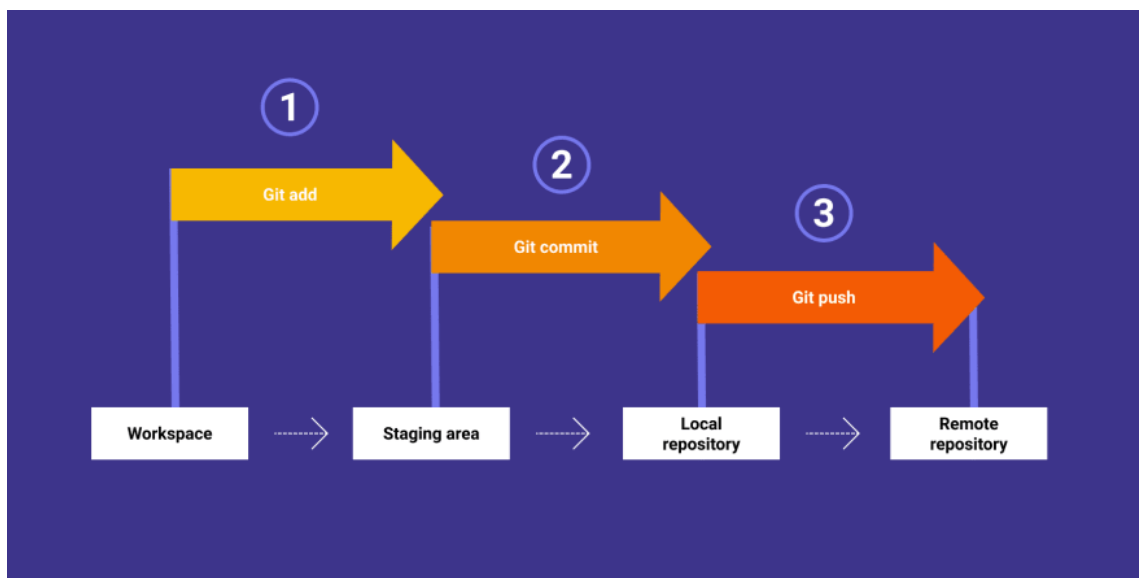 1
2
3
Git add
Git commit
Git push
Workspace
Staging area
Local
repository
Remote
repository